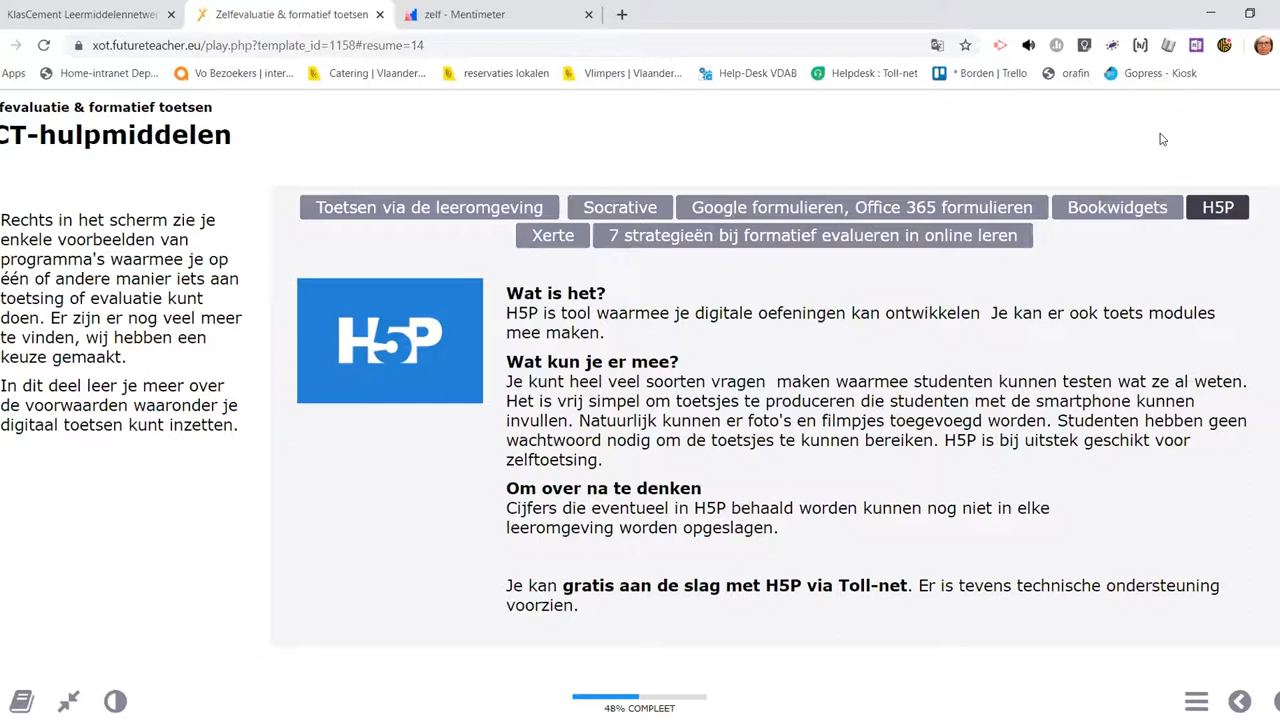 KlasCement Leermiddelennetwe
Zelfevaluatie & formatief toetsen
zelf - Mentimeter
xot.futureteacher.eu/play.php?template_id=1158#resume=14
Apps
Home-intranet Dep...
Vo Bezoekers | inter...
Catering | Vlaander...
reservaties lokalen
Vlimpers | Vlaander...
Help-Desk VDAB
Helpdesk : Toll-net
* Borden | Trello
orafin
Gopress - Kiosk
fevaluatie & formatief toetsen
CT-hulpmiddelen
Rechts in het scherm zie je
enkele voorbeelden van
programma's waarmee je op
één of andere manier iets aan
toetsing of evaluatie kunt
doen. Er zijn er nog veel meer
te vinden, wij hebben een
keuze gemaakt.
In dit deel leer je meer over
de voorwaarden waaronder je
digitaal toetsen kunt inzetten.
Toetsen via de leeromgeving
Socrative
Google formulieren, Office 365 formulieren
Bookwidgets
H5P
Xerte
7 strategieën bij formatief evalueren in online leren
H5P
Wat is het?
H5P is tool waarmee je digitale oefeningen kan ontwikkelen  Je kan er ook toets modules
mee maken.
Wat kun je er mee?
Je kunt heel veel soorten vragen  maken waarmee studenten kunnen testen wat ze al weten.
Het is vrij simpel om toetsjes te produceren die studenten met de smartphone kunnen
invullen. Natuurlijk kunnen er foto's en filmpjes toegevoegd worden. Studenten hebben geen
wachtwoord nodig om de toetsjes te kunnen bereiken. H5P is bij uitstek geschikt voor
zelftoetsing.
Om over na te denken
Cijfers die eventueel in H5P behaald worden kunnen nog niet in elke
leeromgeving worden opgeslagen.
Je kan gratis aan de slag met H5P via Toll-net. Er is tevens technische ondersteuning
voorzien.
48% COMPLEET